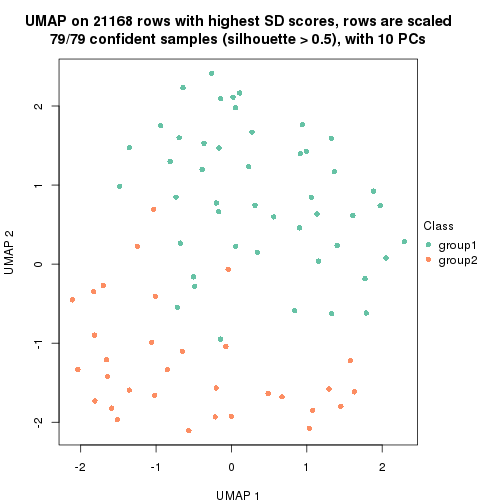 UMAP on 21168 rows with highest SD scores, rows are scaled
79/79 confident samples (silhouette > 0.5), with 10 PCs
2
1
0
-1
-2
UMAP 2
-2
-1
0
1
2
UMAP 1
Class
group1
group2